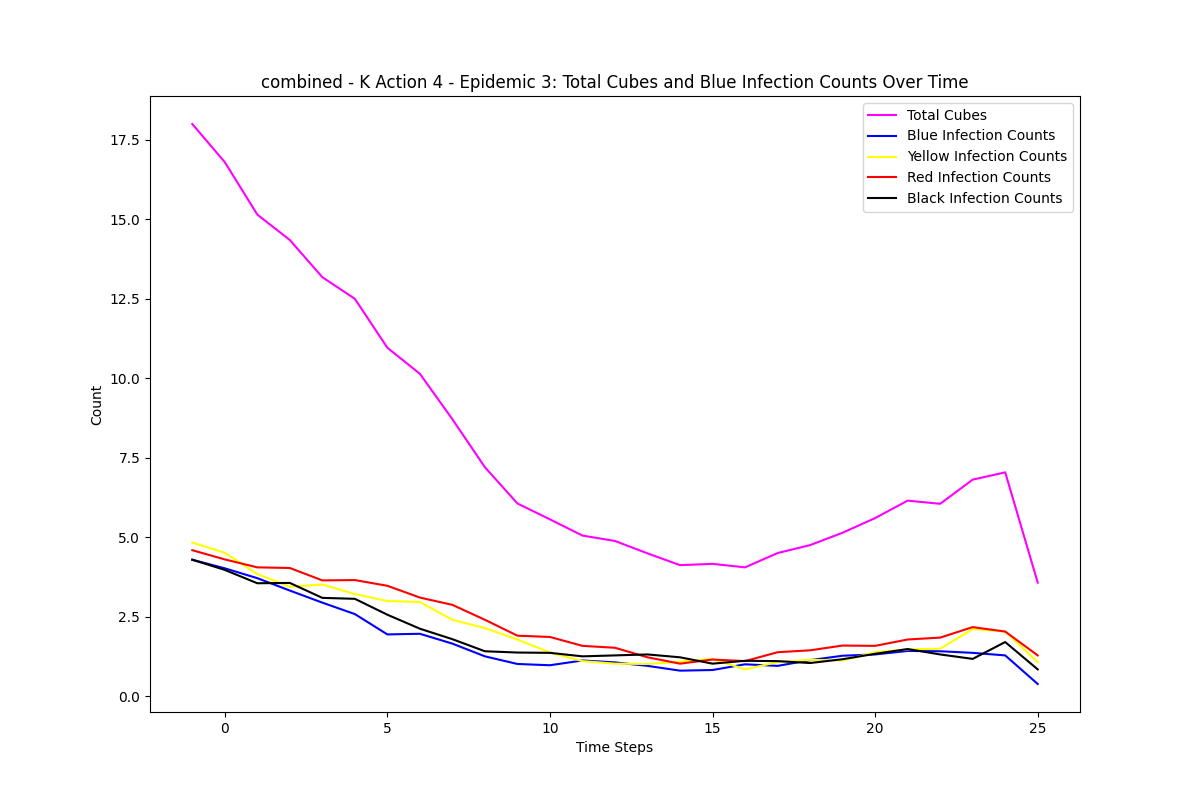 combined - K Action 4 - Epidemic 3: Total Cubes and Blue Infection Counts Over Time
Total Cubes
Blue Infection Counts
Yellow Infection Counts
Red Infection Counts
Black Infection Counts
17.5
15.0
12.5
10.0
7.5
5.0
2.5
0.0
Count
0 5 10 15 20 25
Time Steps